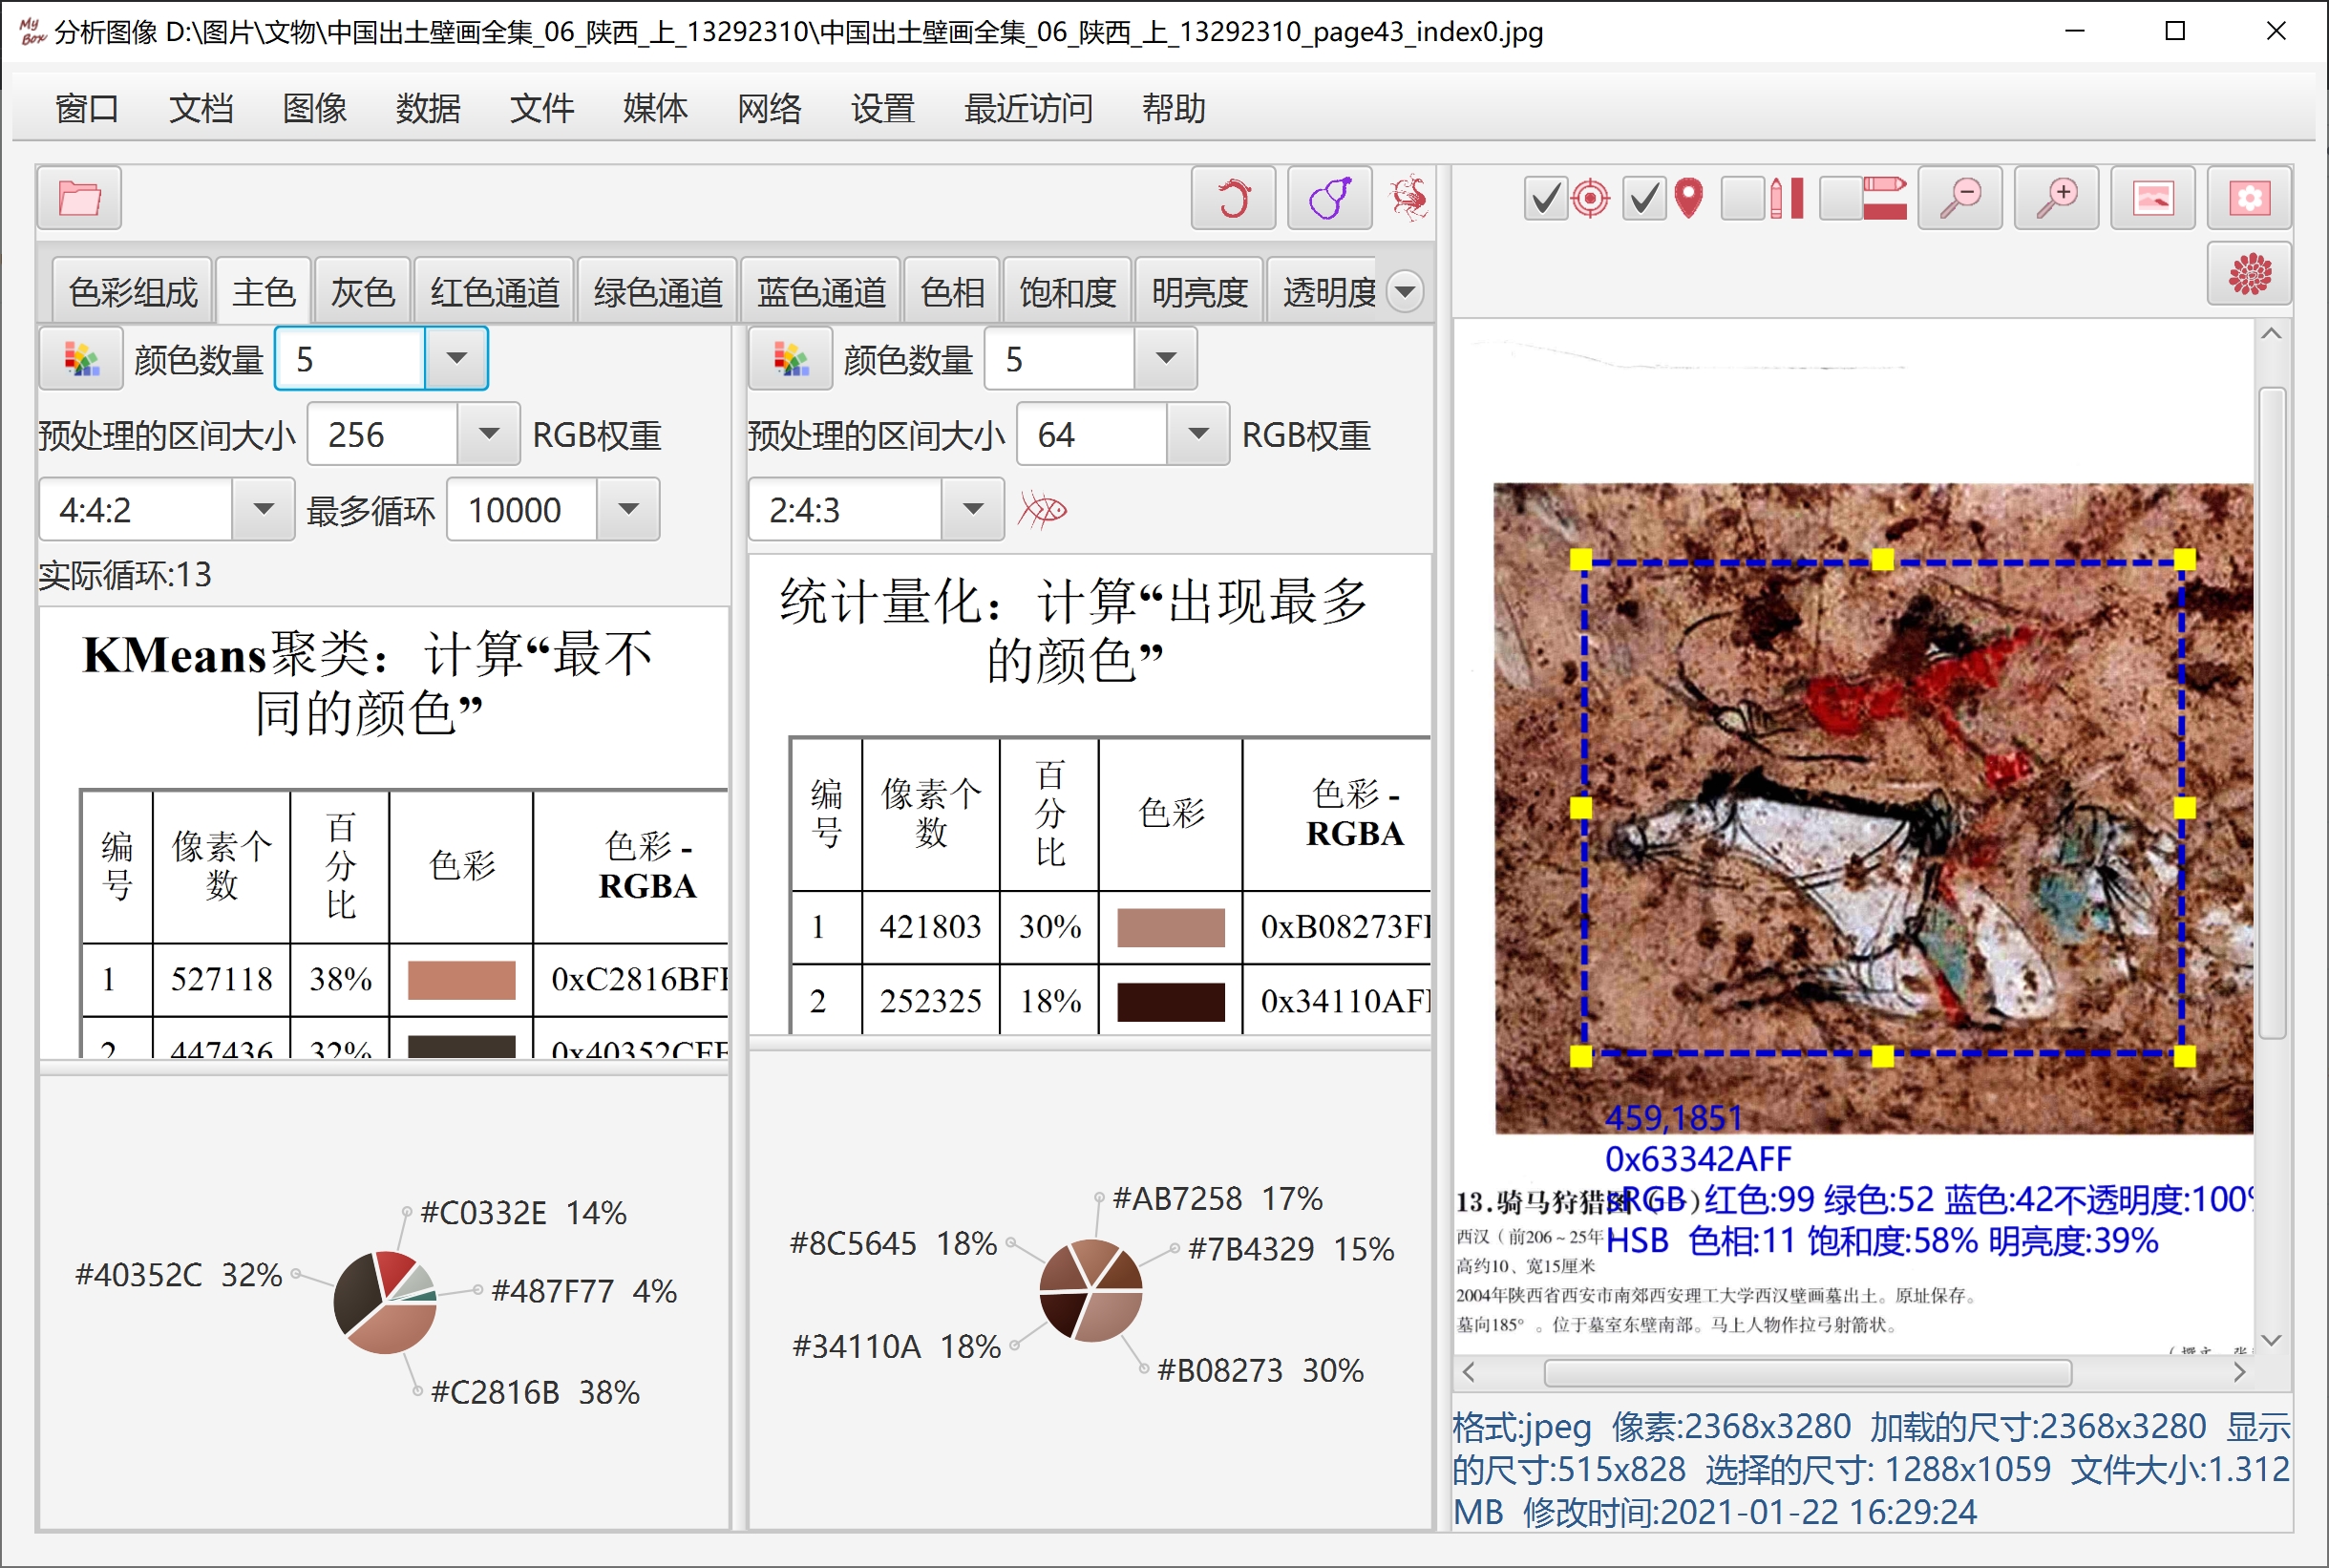 My Box 分析图像 D:\图片\文物\中国出土壁画全集_06_陕西_上_13292310\中国出土壁画全集_06_陕西_上_13292310_page43_index0.jpg
窗口 文档 图像 数据 文件 媒体 网络 设置 最近访问 帮助
色彩组成 主色 灰色 红色通道 绿色通道 蓝色通道 色相 饱和度 明亮度 透明度
颜色数量 5
预处理的区间大小 256 RGB权重
4:4:2 最多循环 10000
实际循环:13
KMeans聚类：计算“最不
同的颜色”
编号 像素个数 百分比 色彩 色彩 - RGBA
1 527118 38% 0xC2816BFF
2 447436 32% 0x40352CFF
#C0332E 14%
#40352C 32%
#487F77 4%
#C2816B 38%
颜色数量 5
预处理的区间大小 64 RGB权重
2:4:3
统计量化：计算“出现最多
的颜色”
编号 像素个数 百分比 色彩 色彩 - RGBA
1 421803 30% 0xB08273FF
2 252325 18% 0x34110AFF
#AB7258 17%
#8C5645 18%
#7B4329 15%
#34110A 18%
#B08273 30%
459,1851
0x63342AFF
sRGB 红色:99 绿色:52 蓝色:42不透明度:100%
HSB 色相:11 饱和度:58% 明亮度:39%
13.骑马狩猎图（一）
西汉（前206～25年）
高约10、宽15厘米
2004年陕西省西安市南郊西安理工大学西汉壁画墓出土。原址保存。
墓向185°。位于墓室东壁南部。马上人物作拉弓射箭状。
格式:jpeg 像素:2368x3280 加载的尺寸:2368x3280 显示
的尺寸:515x828 选择的尺寸: 1288x1059 文件大小:1.312
MB 修改时间:2021-01-22 16:29:24